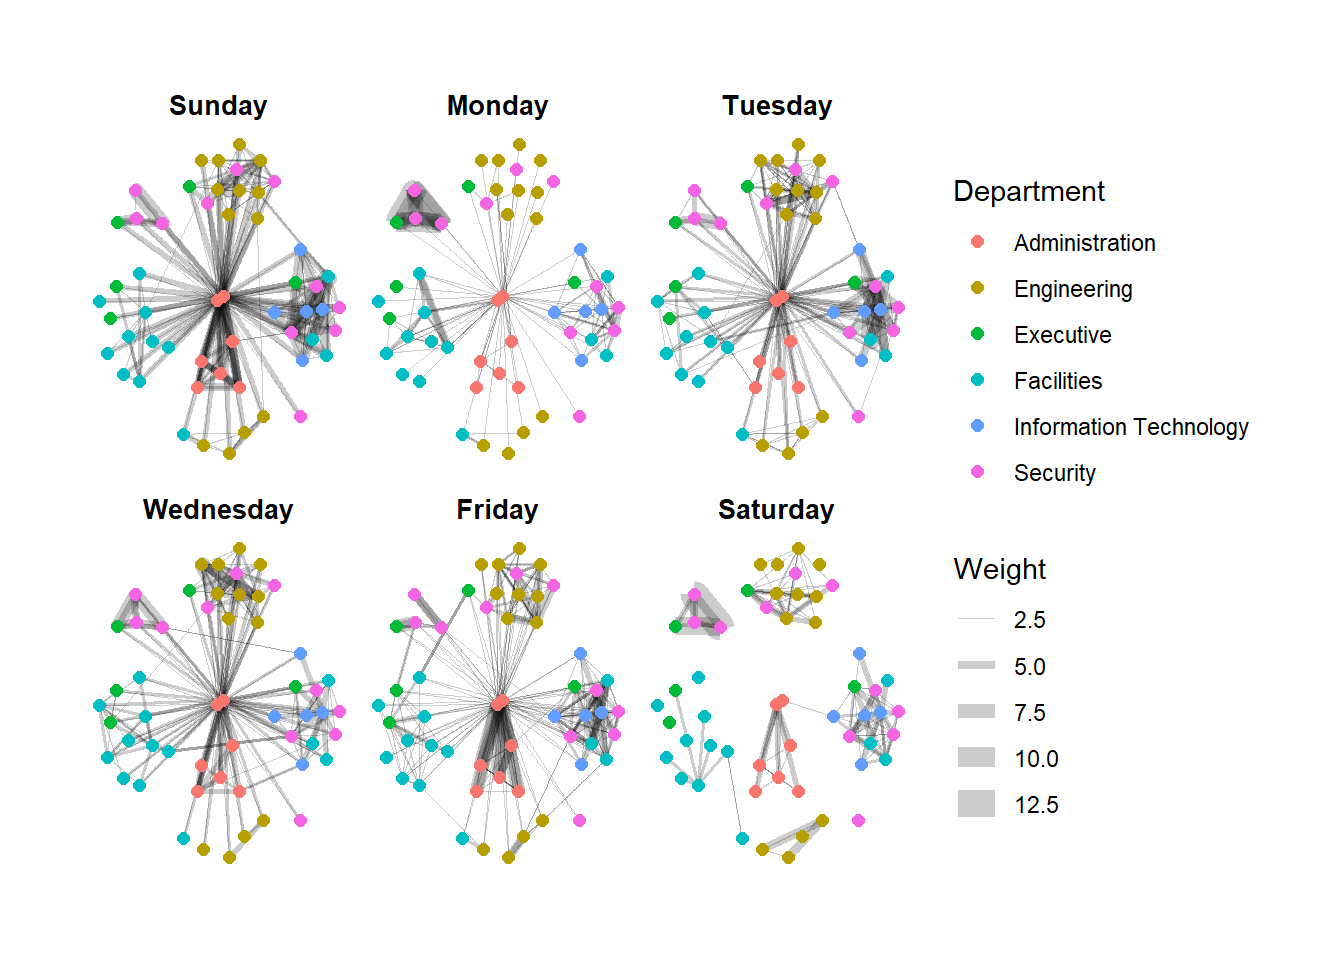 Sunday
Monday
Tuesday
Wednesday
Friday
Saturday
Department
Administration
Engineering
Executive
Facilities
Information Technology
Security
Weight
2.5
5.0
7.5
10.0
12.5